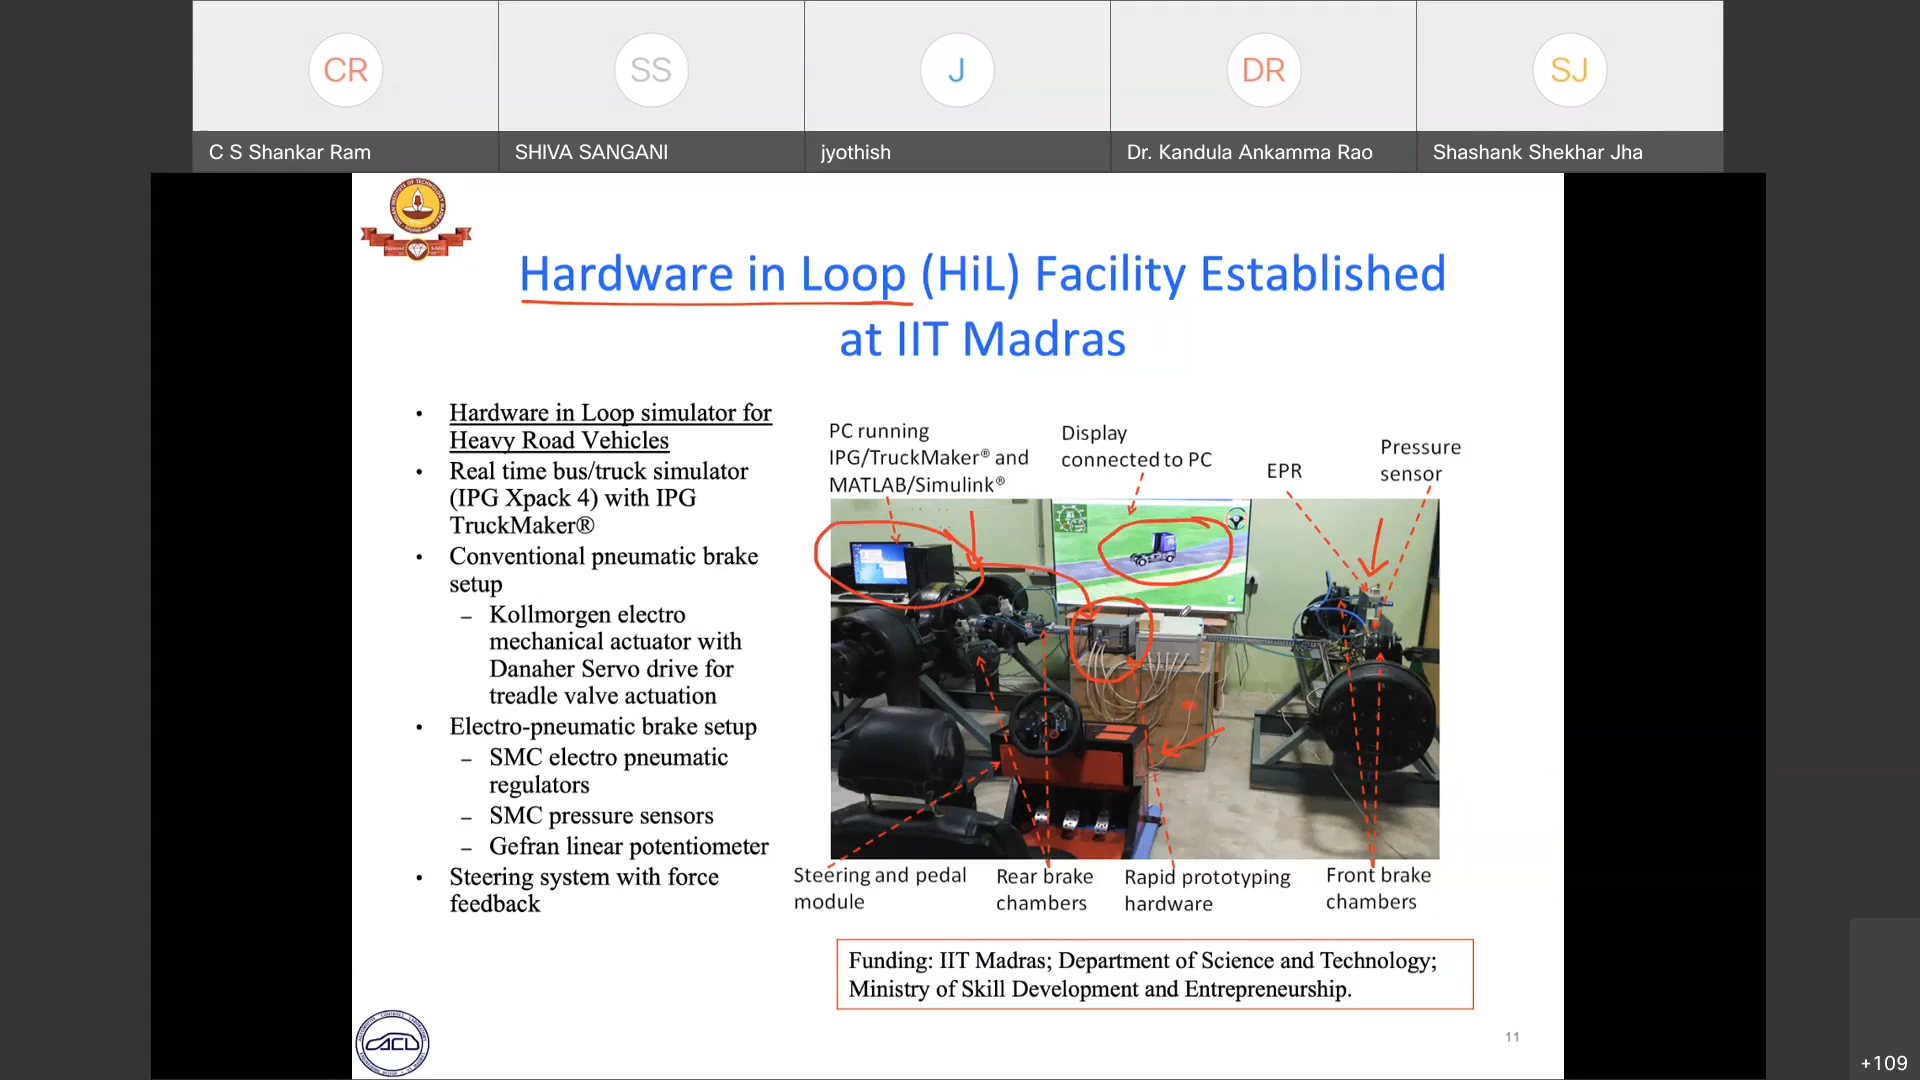 CR
SS
J
DR
SJ
C S Shankar Ram
SHIVA SANGANI
jyothish
Dr. Kandula Ankamma Rao
Shashank Shekhar Jha
Hardware in Loop (HiL) Facility Established
at IIT Madras
• Hardware in Loop simulator for
Heavy Road Vehicles
• Real time bus/truck simulator
(IPG Xpack 4) with IPG
TruckMaker®
• Conventional pneumatic brake
setup
– Kollmorgen electro
mechanical actuator with
Danaher Servo drive for
treadle valve actuation
• Electro-pneumatic brake setup
– SMC electro pneumatic
regulators
– SMC pressure sensors
– Gefran linear potentiometer
• Steering system with force
feedback
PC running
IPG/TruckMaker® and
MATLAB/Simulink®
Display
connected to PC
EPR
Pressure
sensor
Steering and pedal
module
Rear brake
chambers
Rapid prototyping
hardware
Front brake
chambers
Funding: IIT Madras; Department of Science and Technology;
Ministry of Skill Development and Entrepreneurship.
ACL
11
+109